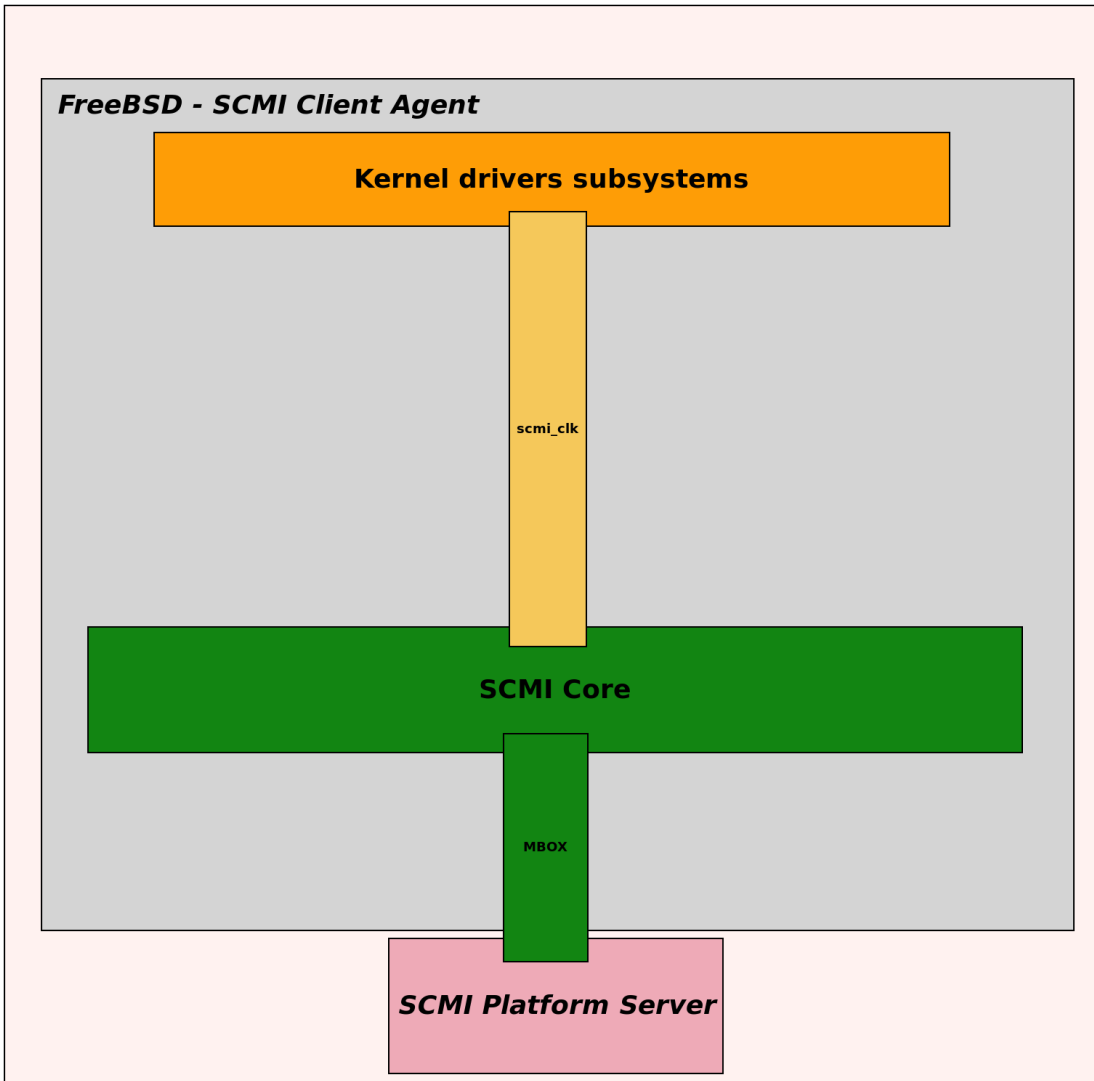 FreeBSD - SCMI Client Agent
Kernel drivers subsystems
scmi_clk
SCMI Core
MBOX
SCMI Platform Server